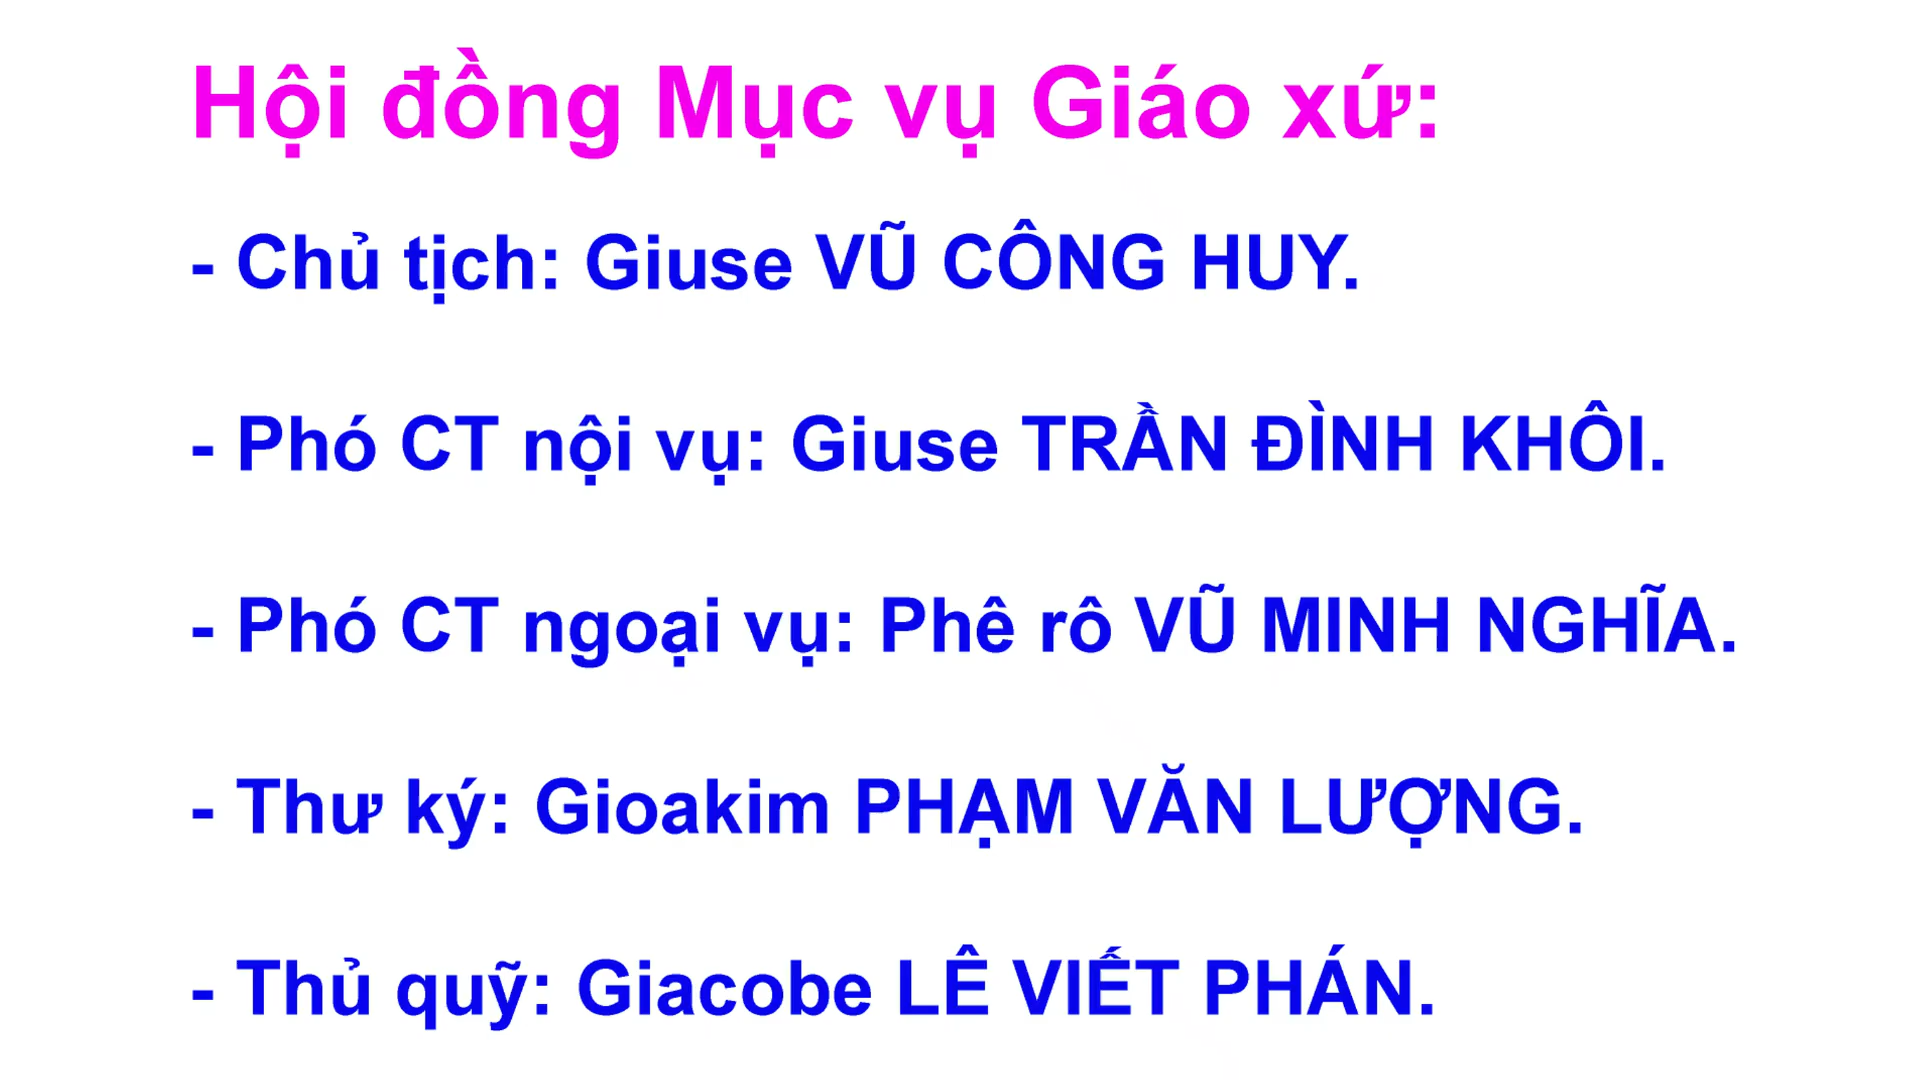 Hội đồng Mục vụ Giáo xứ:
- Chủ tịch: Giuse VŨ CÔNG HUY.
- Phó CT nội vụ: Giuse TRẦN ĐÌNH KHÔI.
- Phó CT ngoại vụ: Phê rô VŨ MINH NGHĨA.
- Thư ký: Gioakim PHẠM VĂN LƯỢNG.
- Thủ quỹ: Giacobe LÊ VIẾT PHÁN.